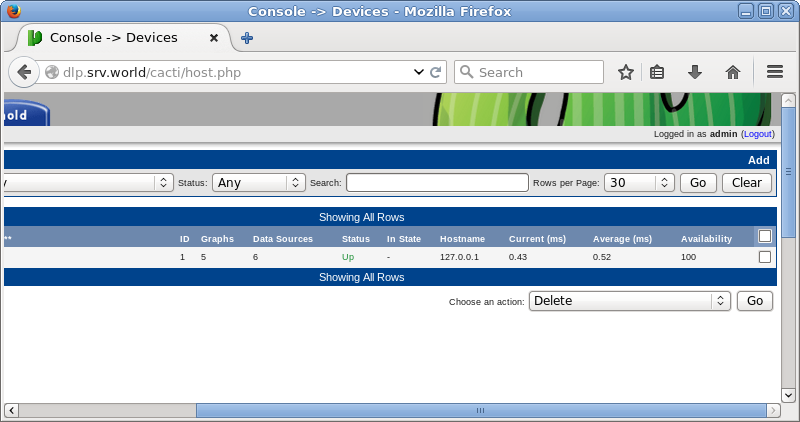 Console -> Devices - Mozilla Firefox
Console -> Devices
dlp.srv.world/cacti/host.php
Search
old
Logged in as admin (Logout)
Add
Status: Any Search: Rows per Page: 30 Go Clear
Showing All Rows
** ID Graphs Data Sources Status In State Hostname Current (ms) Average (ms) Availability
1 5 6 Up - 127.0.0.1 0.43 0.52 100
Showing All Rows
Choose an action: Delete Go